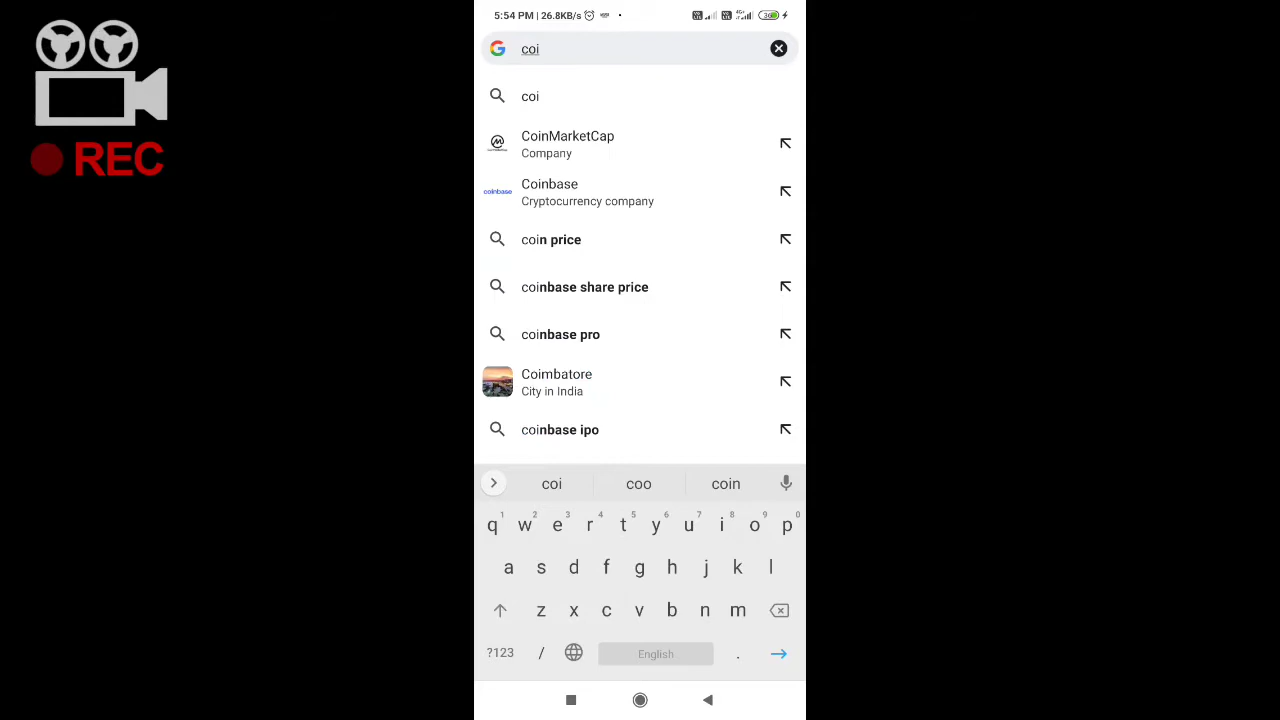 REC
5:54 PM | 26.8KB/s
36
coi
coi
CoinMarketCap
Company
coinbase
Coinbase
Cryptocurrency company
coin price
coinbase share price
coinbase pro
Coimbatore
City in India
coinbase ipo
coi coo coin
1 2 3 4 5 6 7 8 9 0
q w e r t y u i o p
a s d f g h j k l
z x c v b n m
?123 / English .